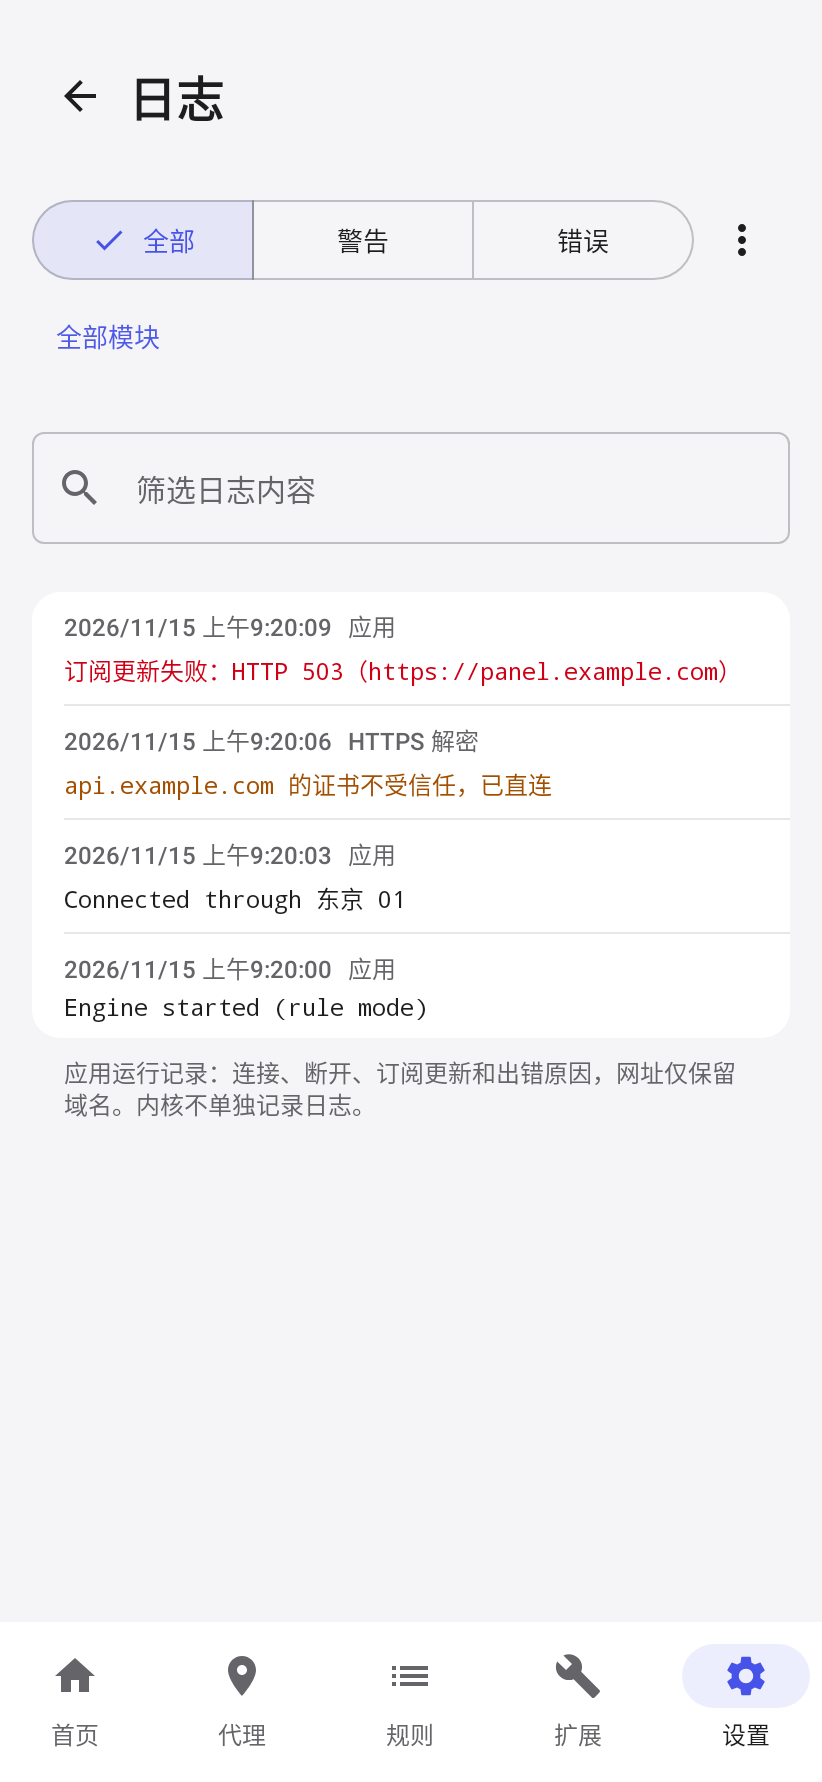 日志
全部
警告
错误
全部模块
筛选日志内容
2026/11/15 上午9:20:09 应用
订阅更新失败：HTTP 503（https://panel.example.com）
2026/11/15 上午9:20:06 HTTPS 解密
api.example.com 的证书不受信任，已直连
2026/11/15 上午9:20:03 应用
Connected through 东京 01
2026/11/15 上午9:20:00 应用
Engine started (rule mode)
应用运行记录：连接、断开、订阅更新和出错原因，网址仅保留
域名。内核不单独记录日志。
首页
代理
规则
扩展
设置